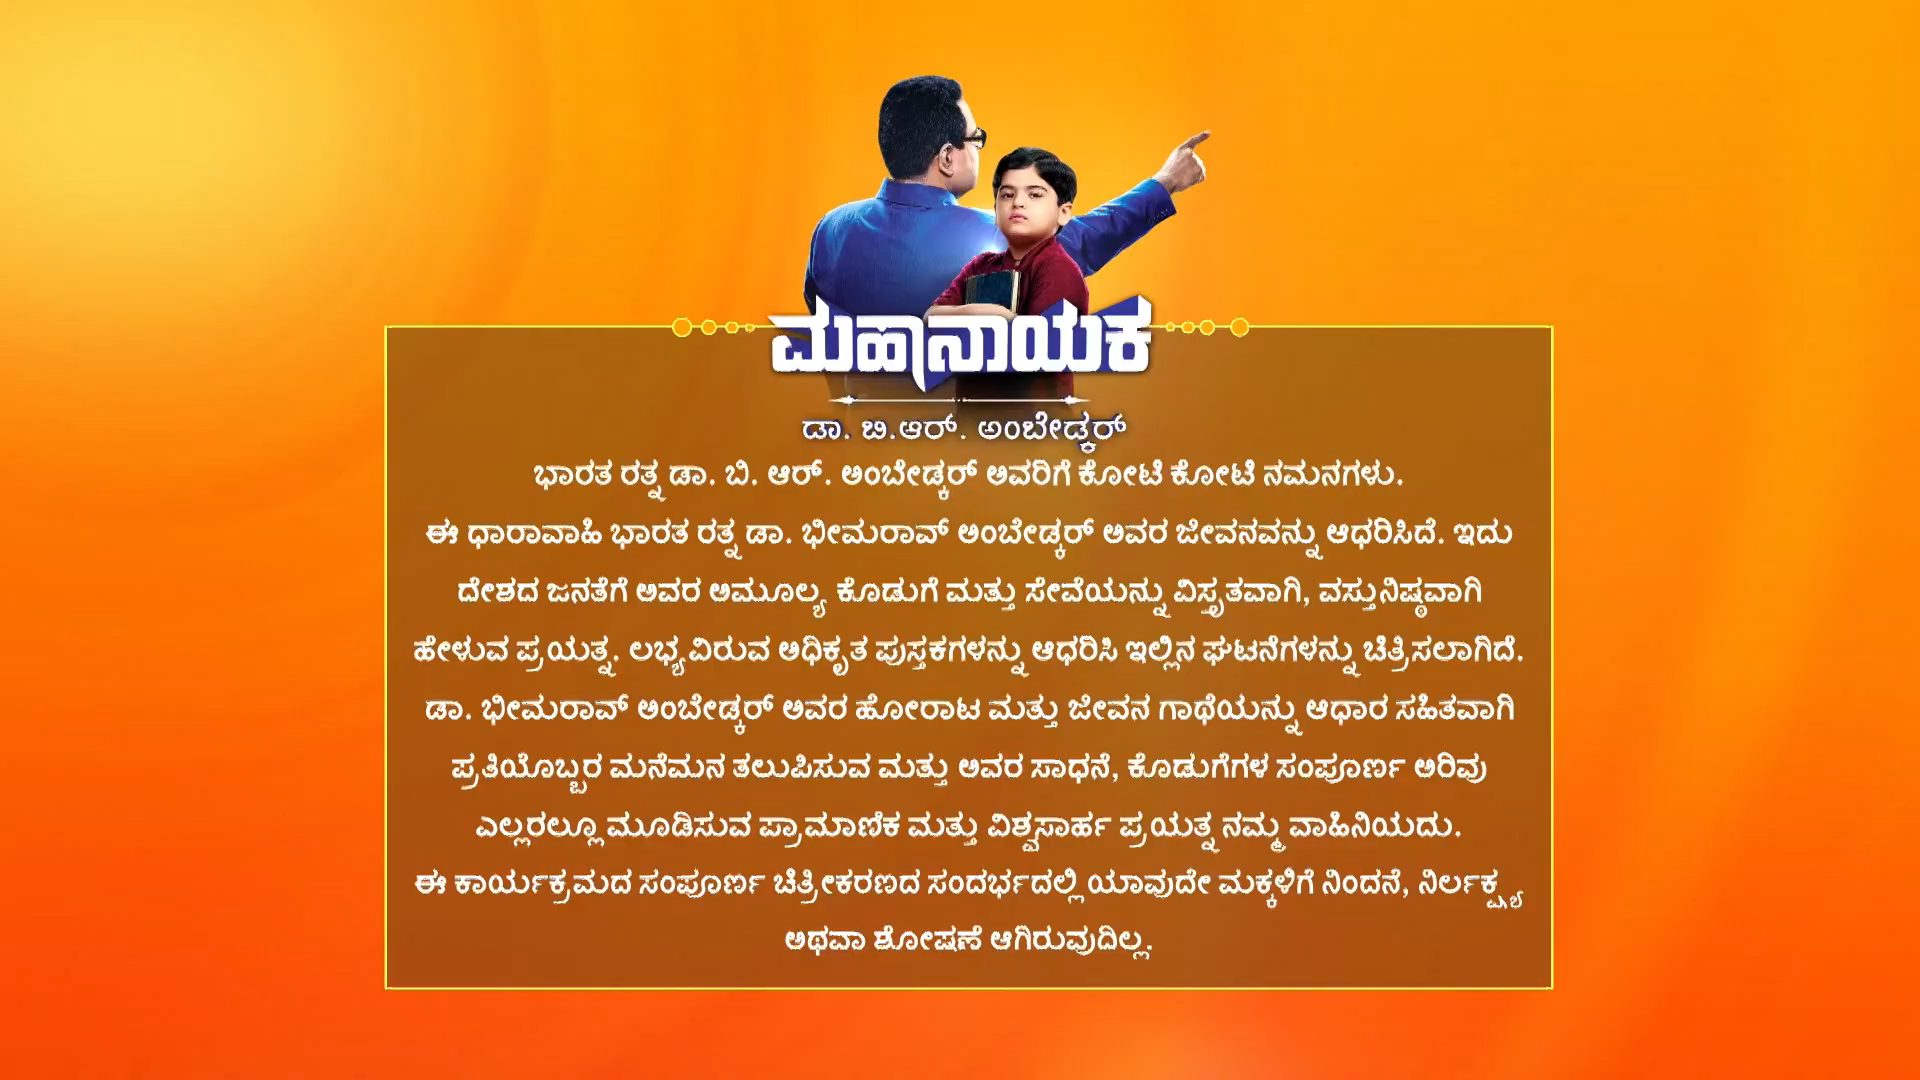 ಮಹಾನಾಯಕ
ಡಾ. ಬಿ.ಆರ್. ಅಂಬೇಡ್ಕರ್
ಭಾರತ ರತ್ನ ಡಾ. ಬಿ. ಆರ್. ಅಂಬೇಡ್ಕರ್ ಅವರಿಗೆ ಕೋಟಿ ಕೋಟಿ ನಮನಗಳು.
ಈ ಧಾರಾವಾಹಿ ಭಾರತ ರತ್ನ ಡಾ. ಭೀಮರಾವ್ ಅಂಬೇಡ್ಕರ್ ಅವರ ಜೀವನವನ್ನು ಆಧರಿಸಿದೆ. ಇದು
ದೇಶದ ಜನತೆಗೆ ಅವರ ಅಮೂಲ್ಯ ಕೊಡುಗೆ ಮತ್ತು ಸೇವೆಯನ್ನು ವಿಸ್ತೃತವಾಗಿ, ವಸ್ತುನಿಷ್ಠವಾಗಿ
ಹೇಳುವ ಪ್ರಯತ್ನ. ಲಭ್ಯವಿರುವ ಅಧಿಕೃತ ಪುಸ್ತಕಗಳನ್ನು ಆಧರಿಸಿ ಇಲ್ಲಿನ ಘಟನೆಗಳನ್ನು ಚಿತ್ರಿಸಲಾಗಿದೆ.
ಡಾ. ಭೀಮರಾವ್ ಅಂಬೇಡ್ಕರ್ ಅವರ ಹೋರಾಟ ಮತ್ತು ಜೀವನ ಗಾಥೆಯನ್ನು ಆಧಾರ ಸಹಿತವಾಗಿ
ಪ್ರತಿಯೊಬ್ಬರ ಮನೆಮನ ತಲುಪಿಸುವ ಮತ್ತು ಅವರ ಸಾಧನೆ, ಕೊಡುಗೆಗಳ ಸಂಪೂರ್ಣ ಅರಿವು
ಎಲ್ಲರಲ್ಲೂ ಮೂಡಿಸುವ ಪ್ರಾಮಾಣಿಕ ಮತ್ತು ವಿಶ್ವಸಾರ್ಹ ಪ್ರಯತ್ನ ನಮ್ಮ ವಾಹಿನಿಯದು.
ಈ ಕಾರ್ಯಕ್ರಮದ ಸಂಪೂರ್ಣ ಚಿತ್ರೀಕರಣದ ಸಂದರ್ಭದಲ್ಲಿ ಯಾವುದೇ ಮಕ್ಕಳಿಗೆ ನಿಂದನೆ, ನಿರ್ಲಕ್ಷ್ಯ
ಅಥವಾ ಶೋಷಣೆ ಆಗಿರುವುದಿಲ್ಲ.